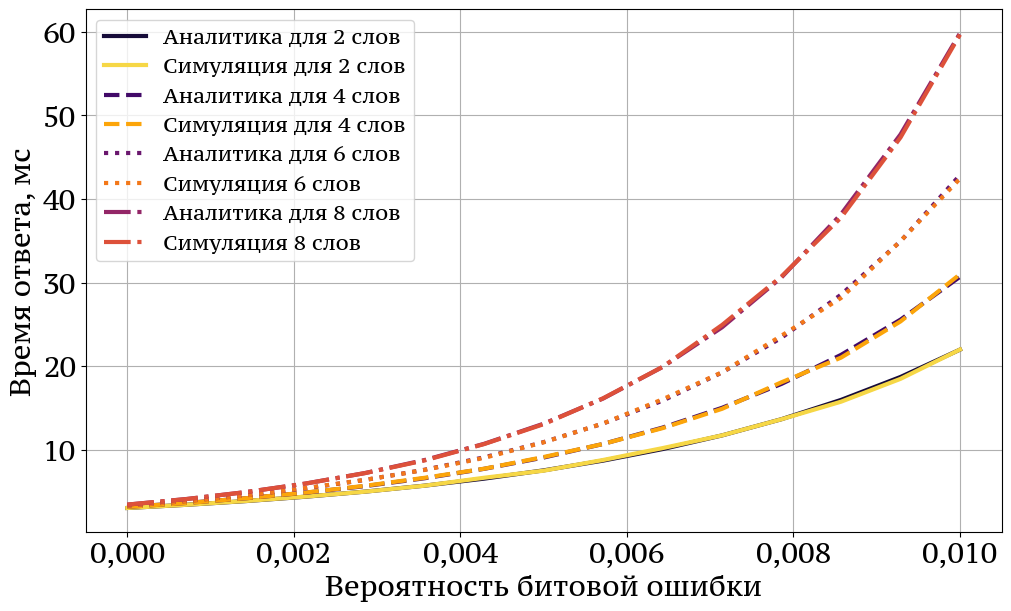 60
50
40
30
20
10
Время ответа, мс
Аналитика для 2 слов
Симуляция для 2 слов
Аналитика для 4 слов
Симуляция для 4 слов
Аналитика для 6 слов
Симуляция 6 слов
Аналитика для 8 слов
Симуляция 8 слов
0,000 0,002 0,004 0,006 0,008 0,010
Вероятность битовой ошибки